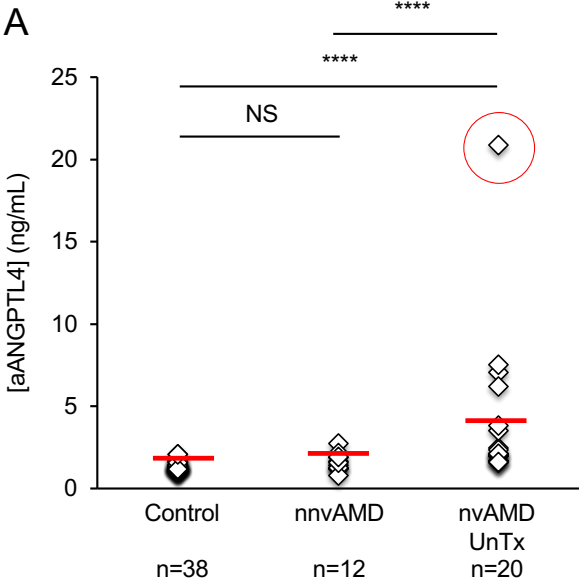 A
****
****
NS
[aANGPTL4] (ng/mL)
25
20
15
10
5
0
Control nnvAMD nvAMD
UnTx
n=38 n=12 n=20